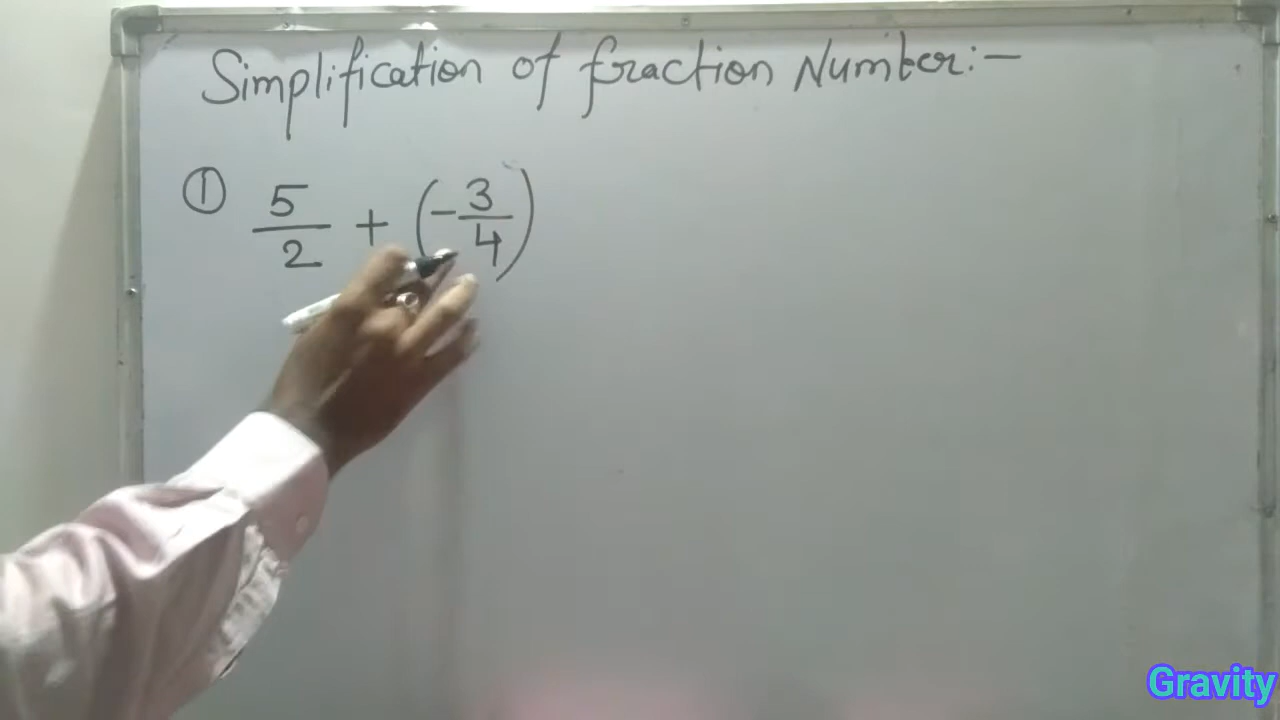 Simplification of fraction Number:-
① 5/2 + (-3/4)
Gravity